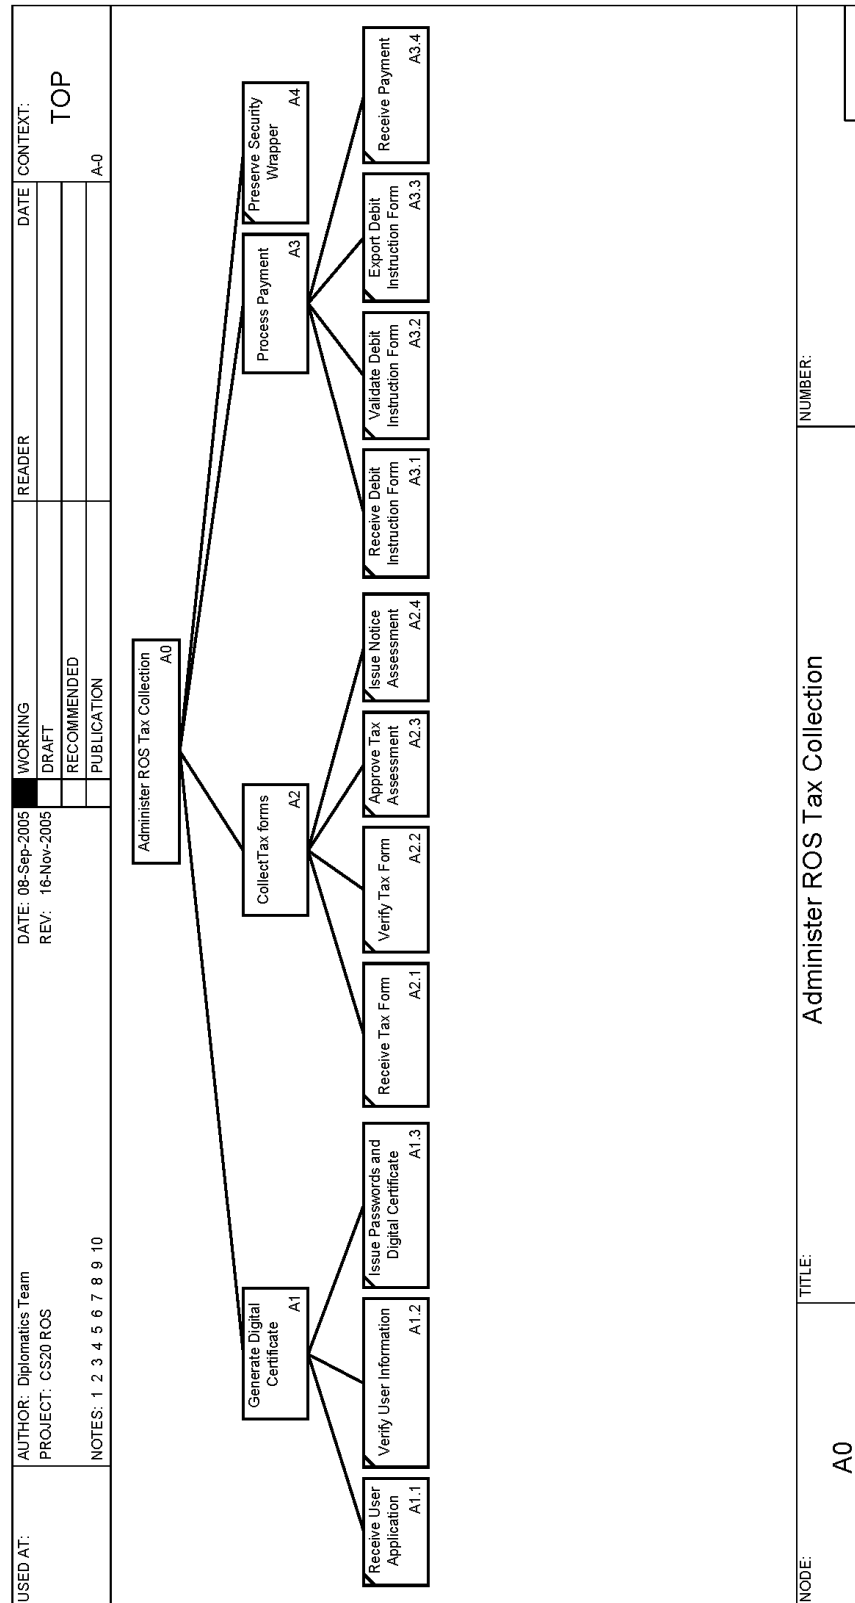 USED AT:
AUTHOR: Diplomatics Team
DATE: 08-Sep-2005
WORKING
READER
DATE
CONTEXT:
PROJECT: CS20 ROS
REV: 16-Nov-2005
DRAFT
TOP
RECOMMENDED
NOTES: 1 2 3 4 5 6 7 8 9 10
PUBLICATION
A-0
Administer ROS Tax Collection
A0
Generate Digital
Certificate
A1
CollectTax forms
A2
Process Payment
A3
Preserve Security
Wrapper
A4
Receive User
Application
A1.1
Verify User Information
A1.2
Issue Passwords and
Digital Certificate
A1.3
Receive Tax Form
A2.1
Verify Tax Form
A2.2
Approve Tax
Assessment
A2.3
Issue Notice
Assessment
A2.4
Receive Debit
Instruction Form
A3.1
Validate Debit
Instruction Form
A3.2
Export Debit
Instruction Form
A3.3
Receive Payment
A3.4
NODE:
TITLE:
NUMBER:
A0
Administer ROS Tax Collection